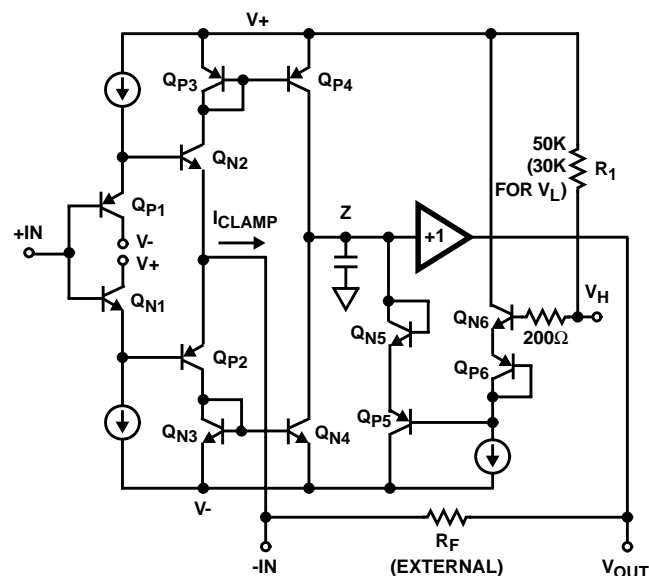 V+
QP3
QP4
QN2
50K
(30K
FOR VL)
R1
QP1
ICLAMP
Z
+IN
V-
V+
+1
VH
QN1
QN5
QN6
200Ω
QP2
QP6
QN3
QN4
QP5
V-
RF
-IN
(EXTERNAL)
VOUT